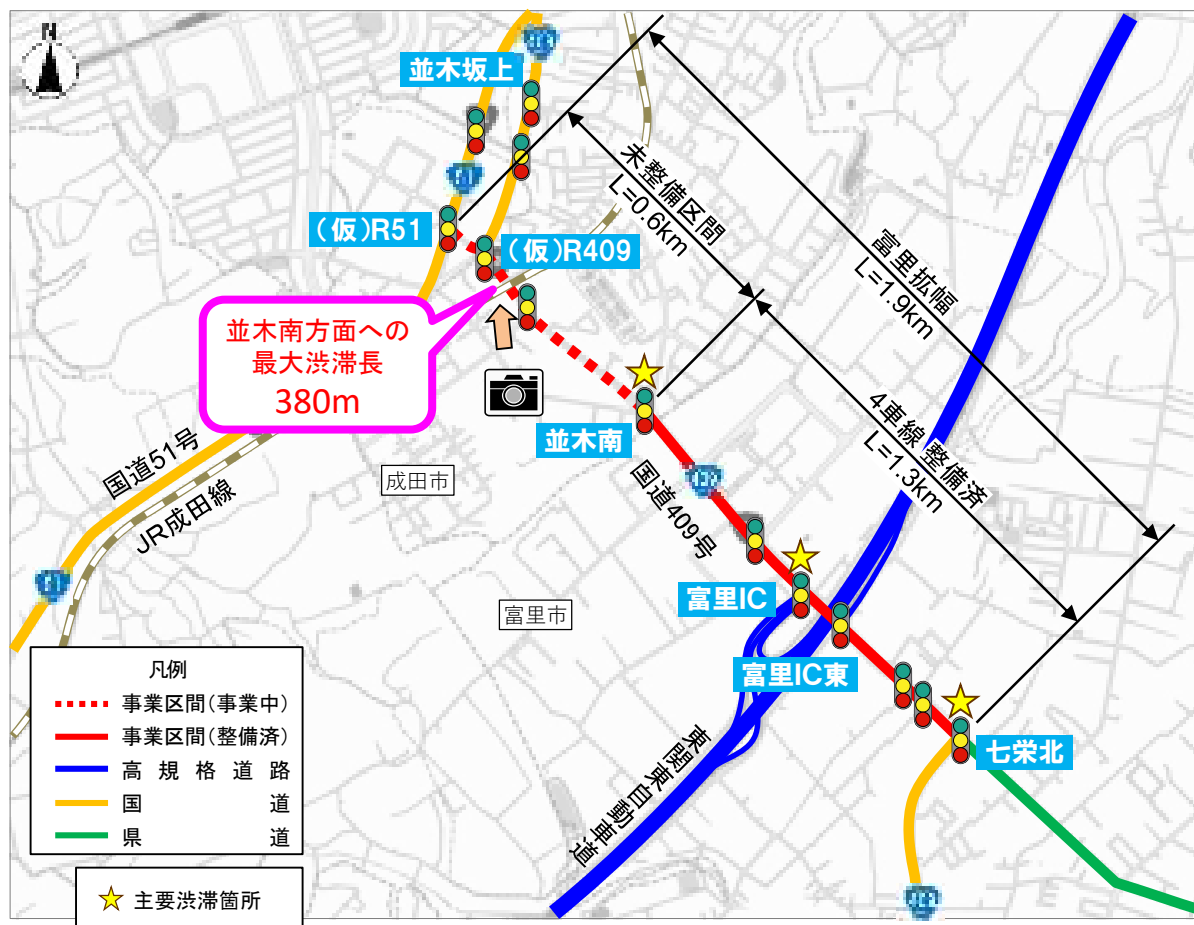 N
並木坂上
(仮)R51
(仮)R409
未整備区間
L=0.6km
富里拡幅
L=1.9km
4車線整備済
L=1.3km
並木南方面への
最大渋滞長
380m
並木南
国道51号
JR成田線
成田市
国道409号
富里市
富里IC
富里IC東
七栄北
東関東自動車道
凡例
事業区間(事業中)
事業区間(整備済)
高規格道路
国道
県道
主要渋滞箇所